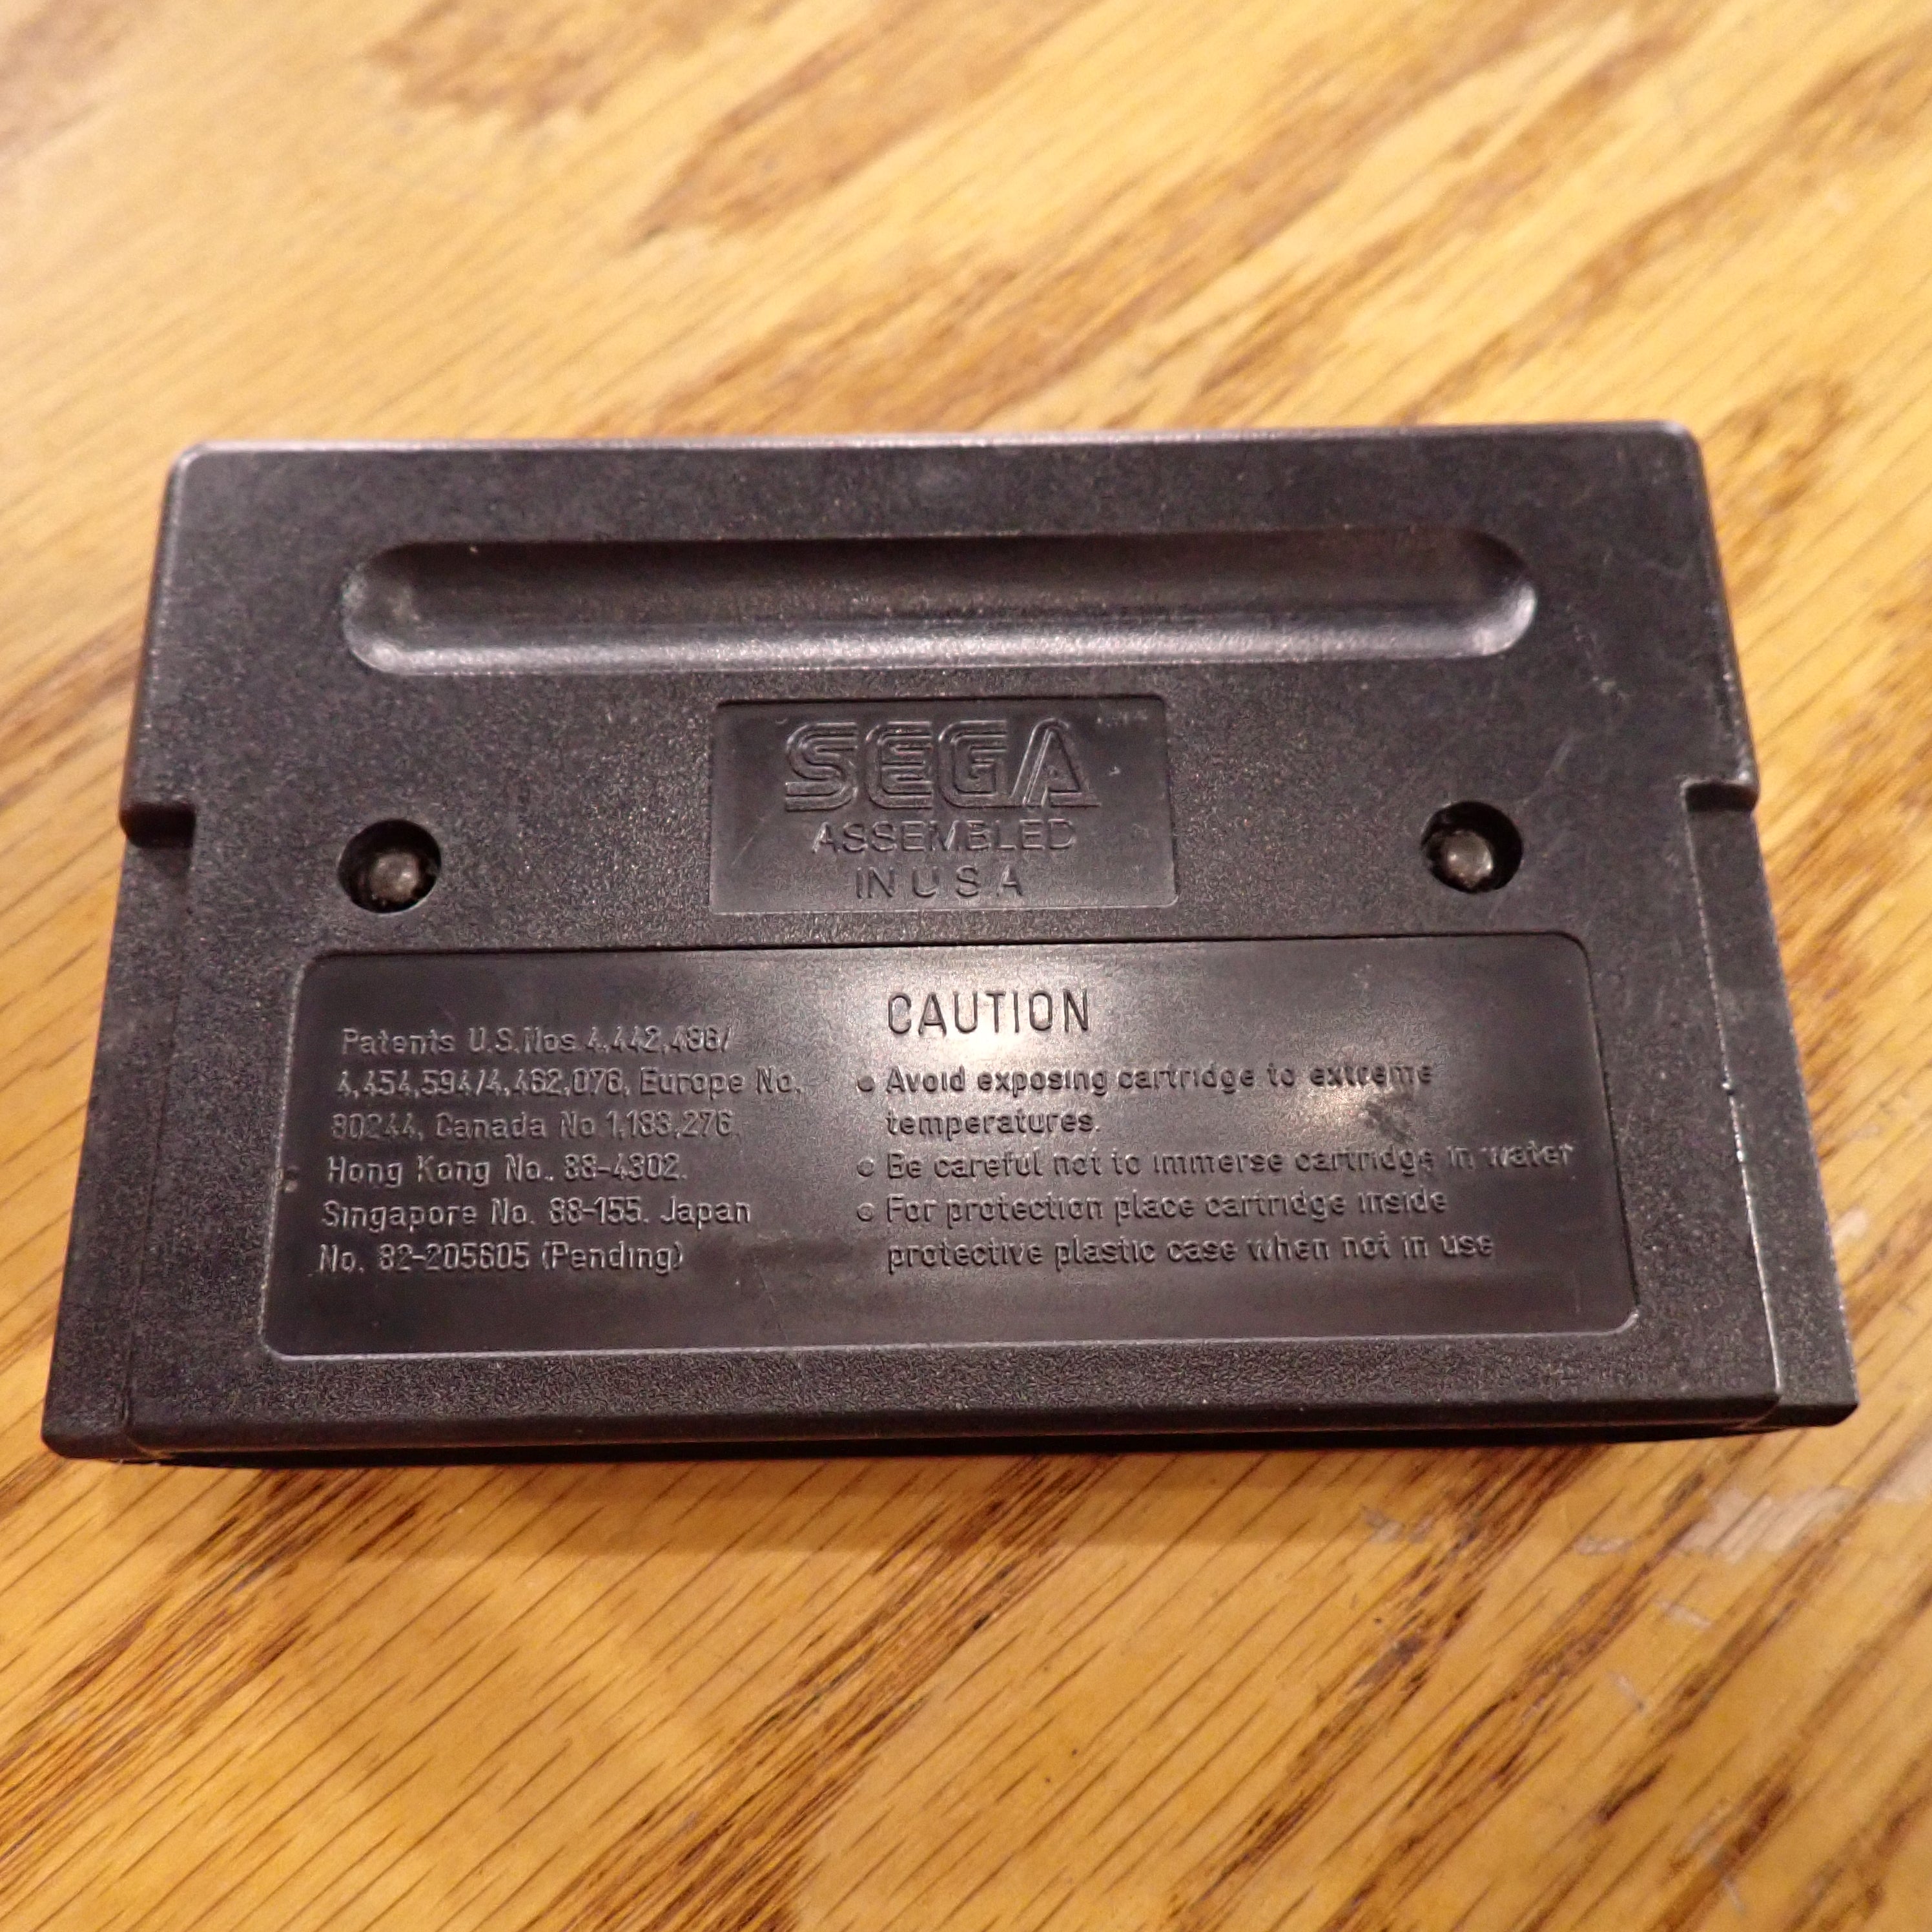 SEGA
ASSEMBLED
IN U S A
Patents U.S.Nos 4,442,486/
4,454,594/4,462,076, Europe No.
80244, Canada No 1,183,276
Hong Kong No. 88-4302.
Singapore No. 88-155. Japan
No. 82-205605 (Pending)
CAUTION
● Avoid exposing cartridge to extreme
temperatures.
● Be careful not to immerse cartridge in water
● For protection place cartridge inside
protective plastic case when not in use